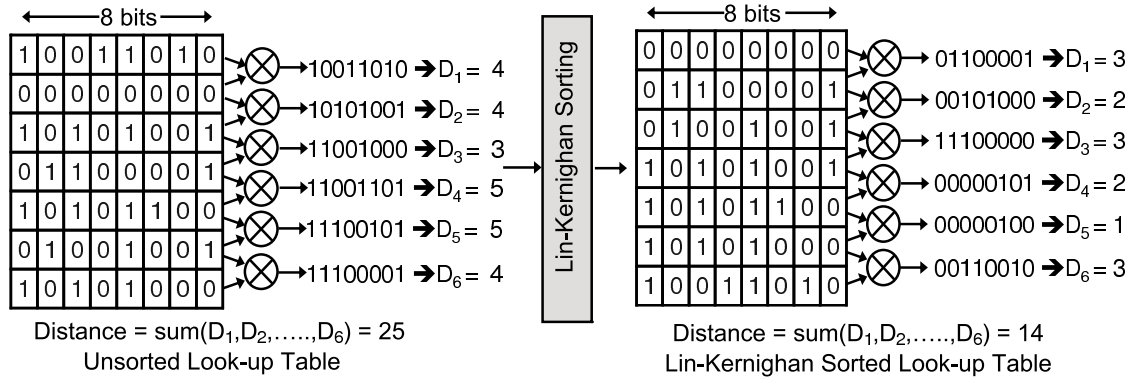 8 bits
1 0 0 1 1 0 1 0
0 0 0 0 0 0 0 0
1 0 1 0 1 0 0 1
0 1 1 0 0 0 0 1
1 0 1 0 1 1 0 0
0 1 0 0 1 0 0 1
1 0 1 0 1 0 0 0
10011010 ➔ D1 = 4
10101001 ➔ D2 = 4
11001000 ➔ D3 = 3
11001101 ➔ D4 = 5
11100101 ➔ D5 = 5
11100001 ➔ D6 = 4
Distance = sum(D1,D2,.....,D6) = 25
Unsorted Look-up Table
Lin-Kernighan Sorting
8 bits
0 0 0 0 0 0 0 0
0 1 1 0 0 0 0 1
0 1 0 0 1 0 0 1
1 0 1 0 1 0 0 1
1 0 1 0 1 1 0 0
1 0 1 0 1 0 0 0
1 0 0 1 1 0 1 0
01100001 ➔ D1 = 3
00101000 ➔ D2 = 2
11100000 ➔ D3 = 3
00000101 ➔ D4 = 2
00000100 ➔ D5 = 1
00110010 ➔ D6 = 3
Distance = sum(D1,D2,.....,D6) = 14
Lin-Kernighan Sorted Look-up Table